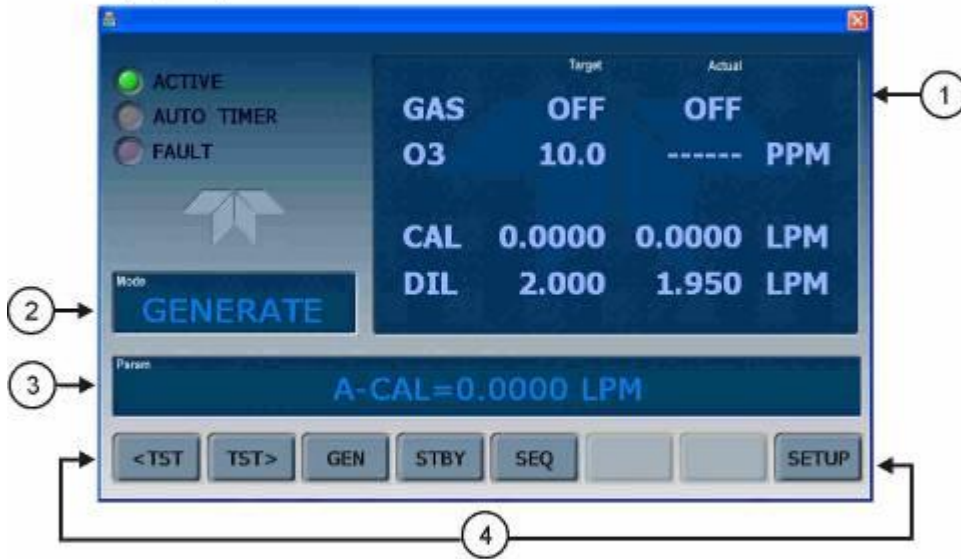 Target Actual
ACTIVE
AUTO TIMER
FAULT
GAS OFF OFF
O3 10.0 ------ PPM
CAL 0.0000 0.0000 LPM
DIL 2.000 1.950 LPM
1
Mode
GENERATE
2
Param
A-CAL=0.0000 LPM
3
<TST TST> GEN STBY SEQ SETUP
4